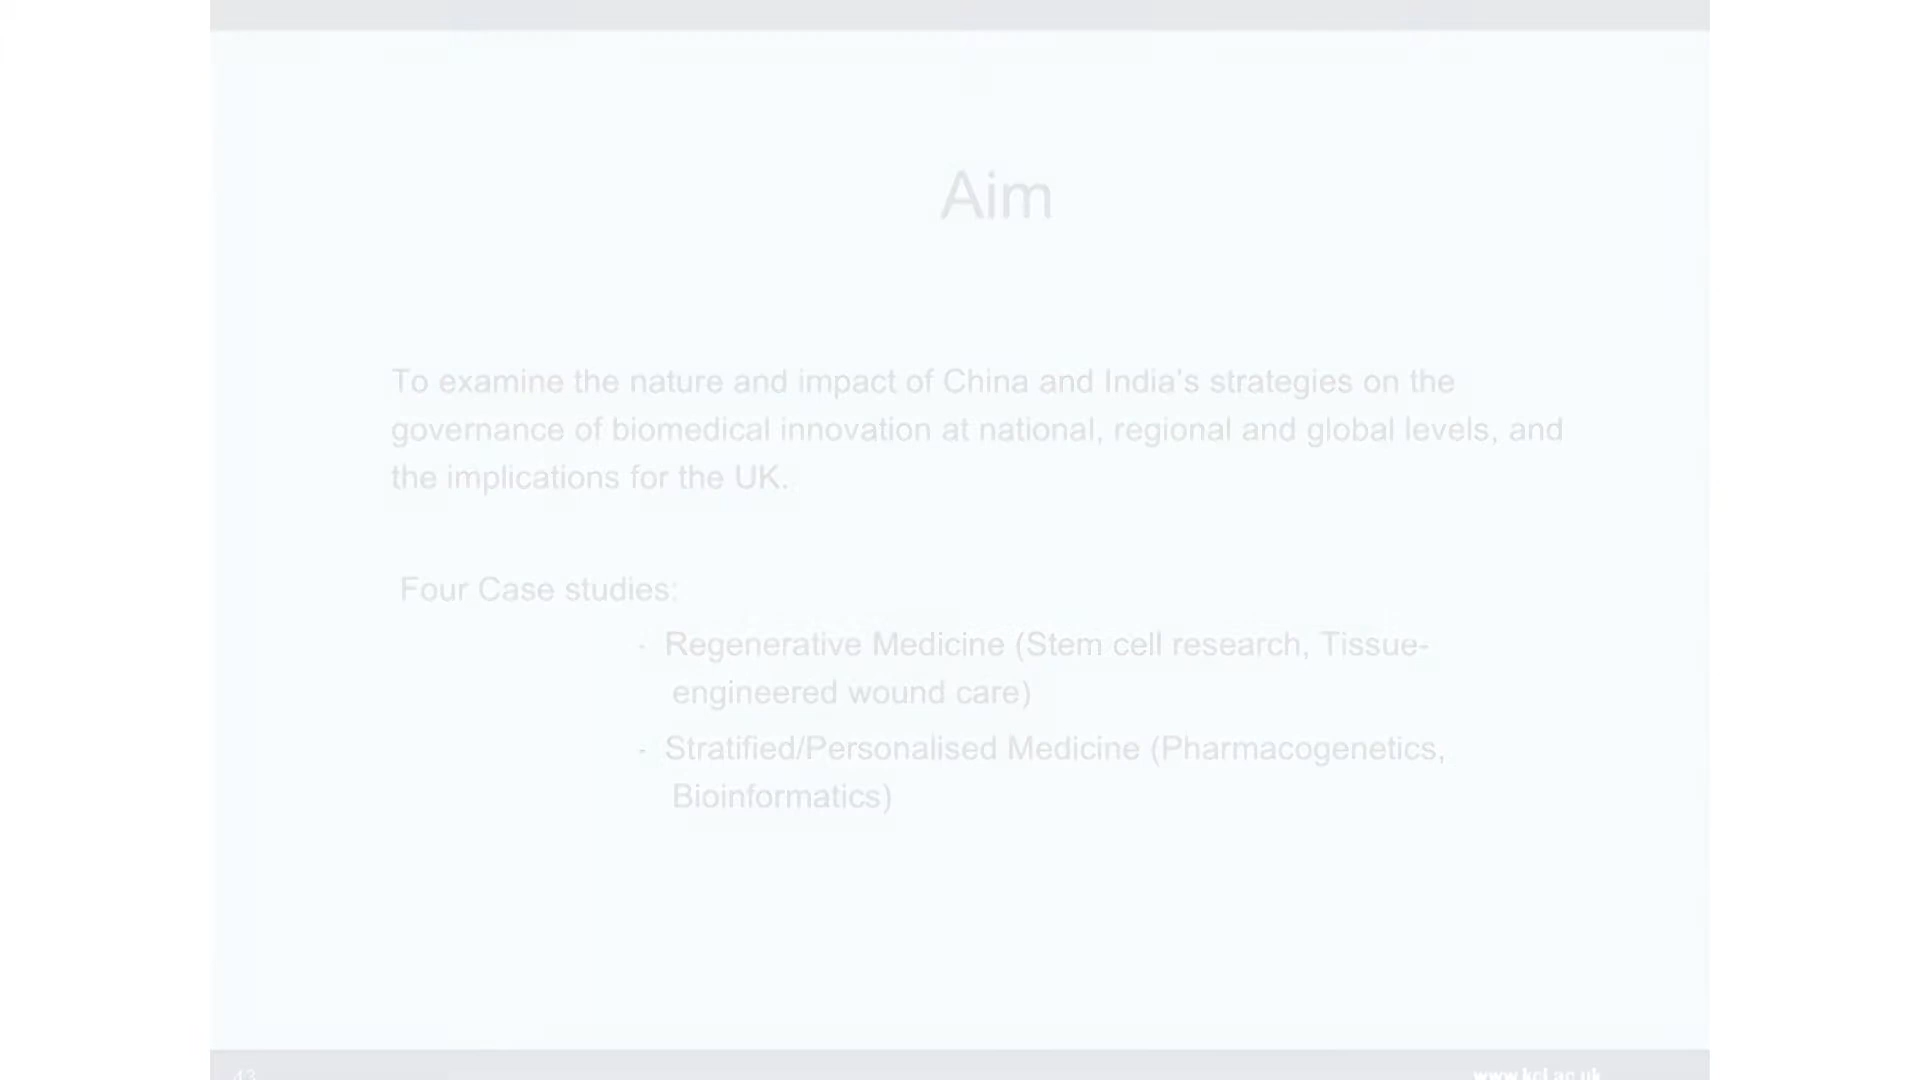 Aim
To examine the nature and impact of China and India's strategies on the
governance of biomedical innovation at national, regional and global levels, and
the implications for the UK.
Four Case studies:
- Regenerative Medicine (Stem cell research, Tissue-
engineered wound care)
- Stratified/Personalised Medicine (Pharmacogenetics,
Bioinformatics)
43
www.kcl.ac.uk